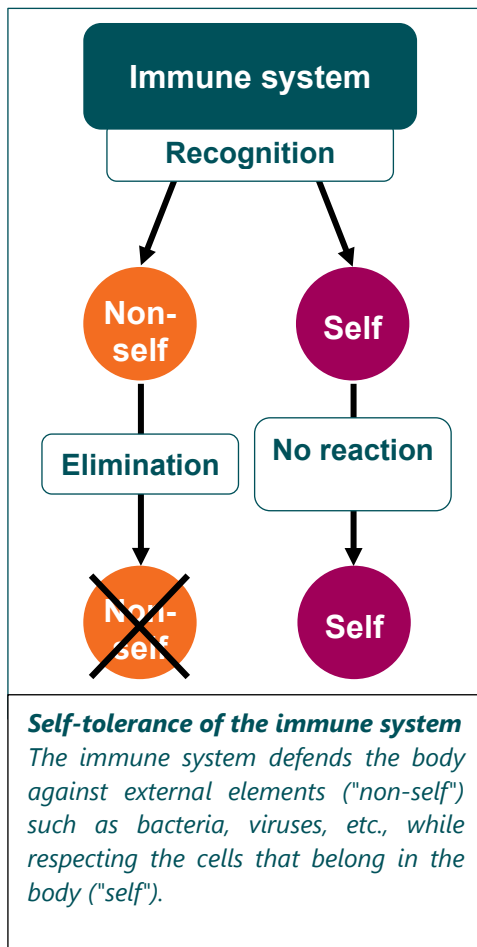 Immune system
Recognition
Non-
self
Self
Elimination
No reaction
Non-
self
Self
Self-tolerance of the immune system
The immune system defends the body
against external elements ("non-self")
such as bacteria, viruses, etc., while
respecting the cells that belong in the
body ("self").